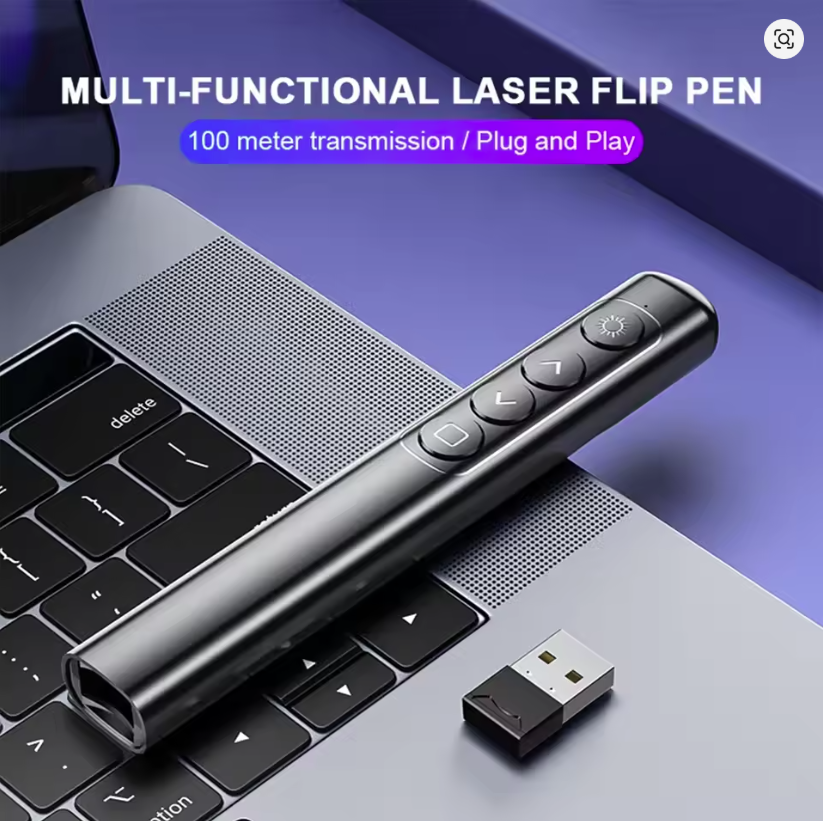 MULTI-FUNCTIONAL LASER FLIP PEN
100 meter transmission / Plug and Play
delete